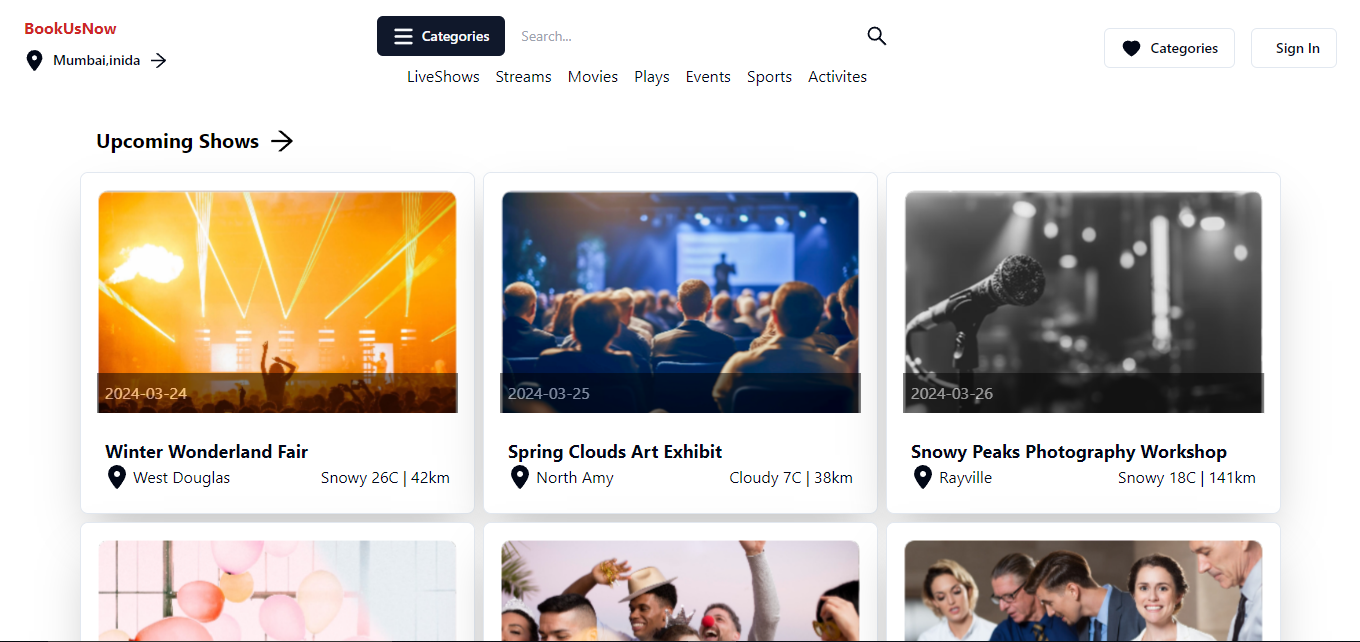 BookUsNow
Mumbai,inida
Categories
Search...
Categories
Sign In
LiveShows Streams Movies Plays Events Sports Activites
Upcoming Shows
2024-03-24
Winter Wonderland Fair
West Douglas
Snowy 26C | 42km
2024-03-25
Spring Clouds Art Exhibit
North Amy
Cloudy 7C | 38km
2024-03-26
Snowy Peaks Photography Workshop
Rayville
Snowy 18C | 141km